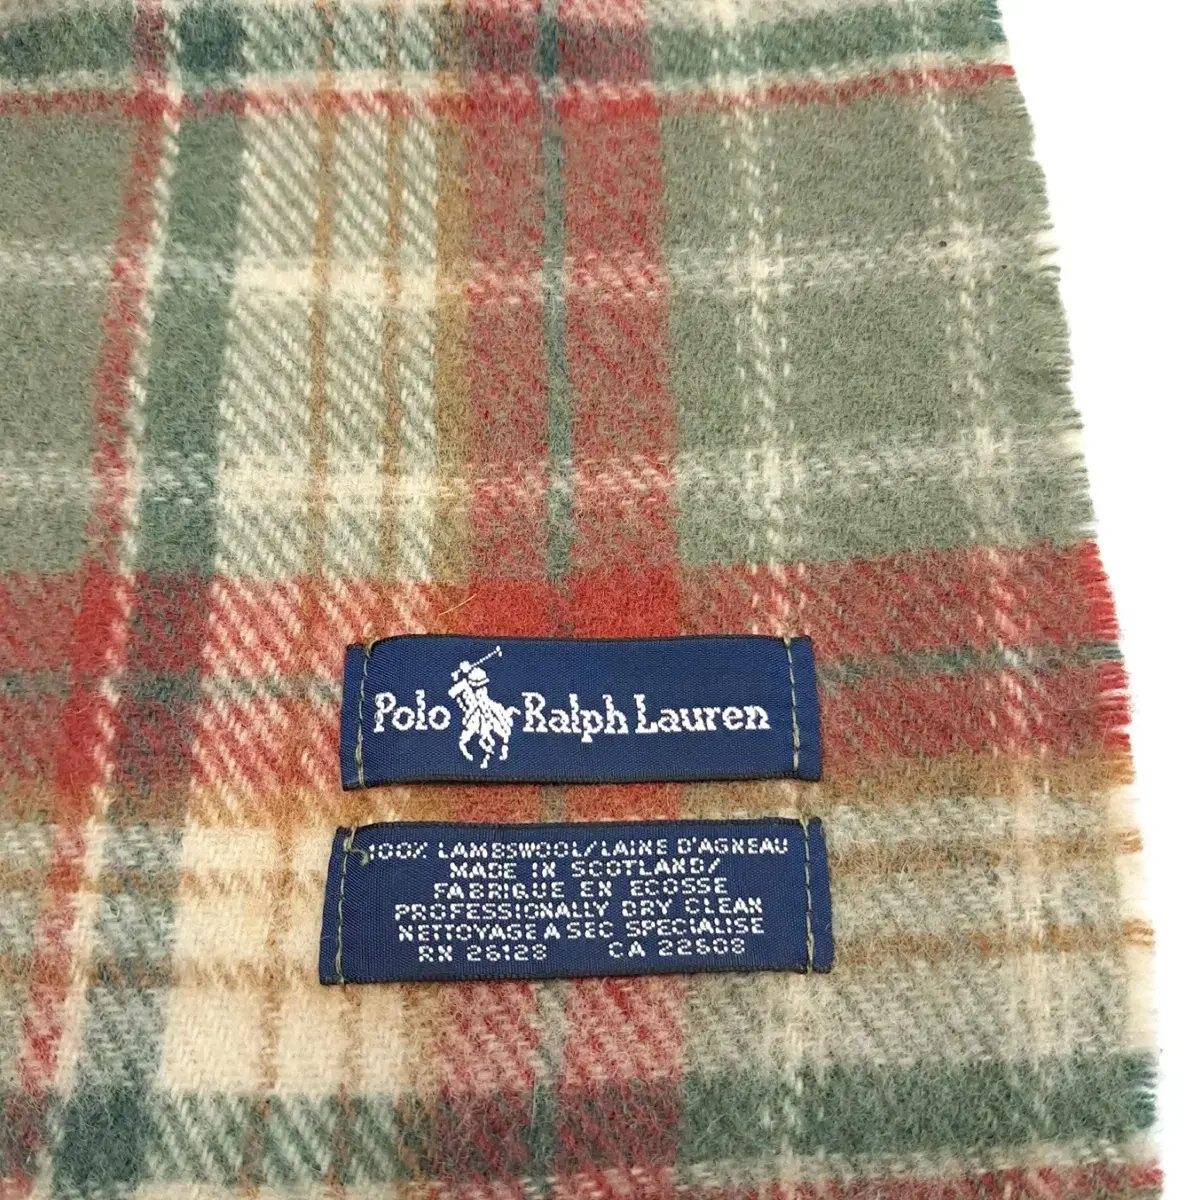 Polo Ralph Lauren
100% LAMBSWOOL/LAINE D'AGNEAU
MADE IN SCOTLAND/
FABRIQUE EN ECOSSE
PROFESSIONALLY DRY CLEAN
NETTOYAGE A SEC SPECIALISE
RN 26128 CA 22608